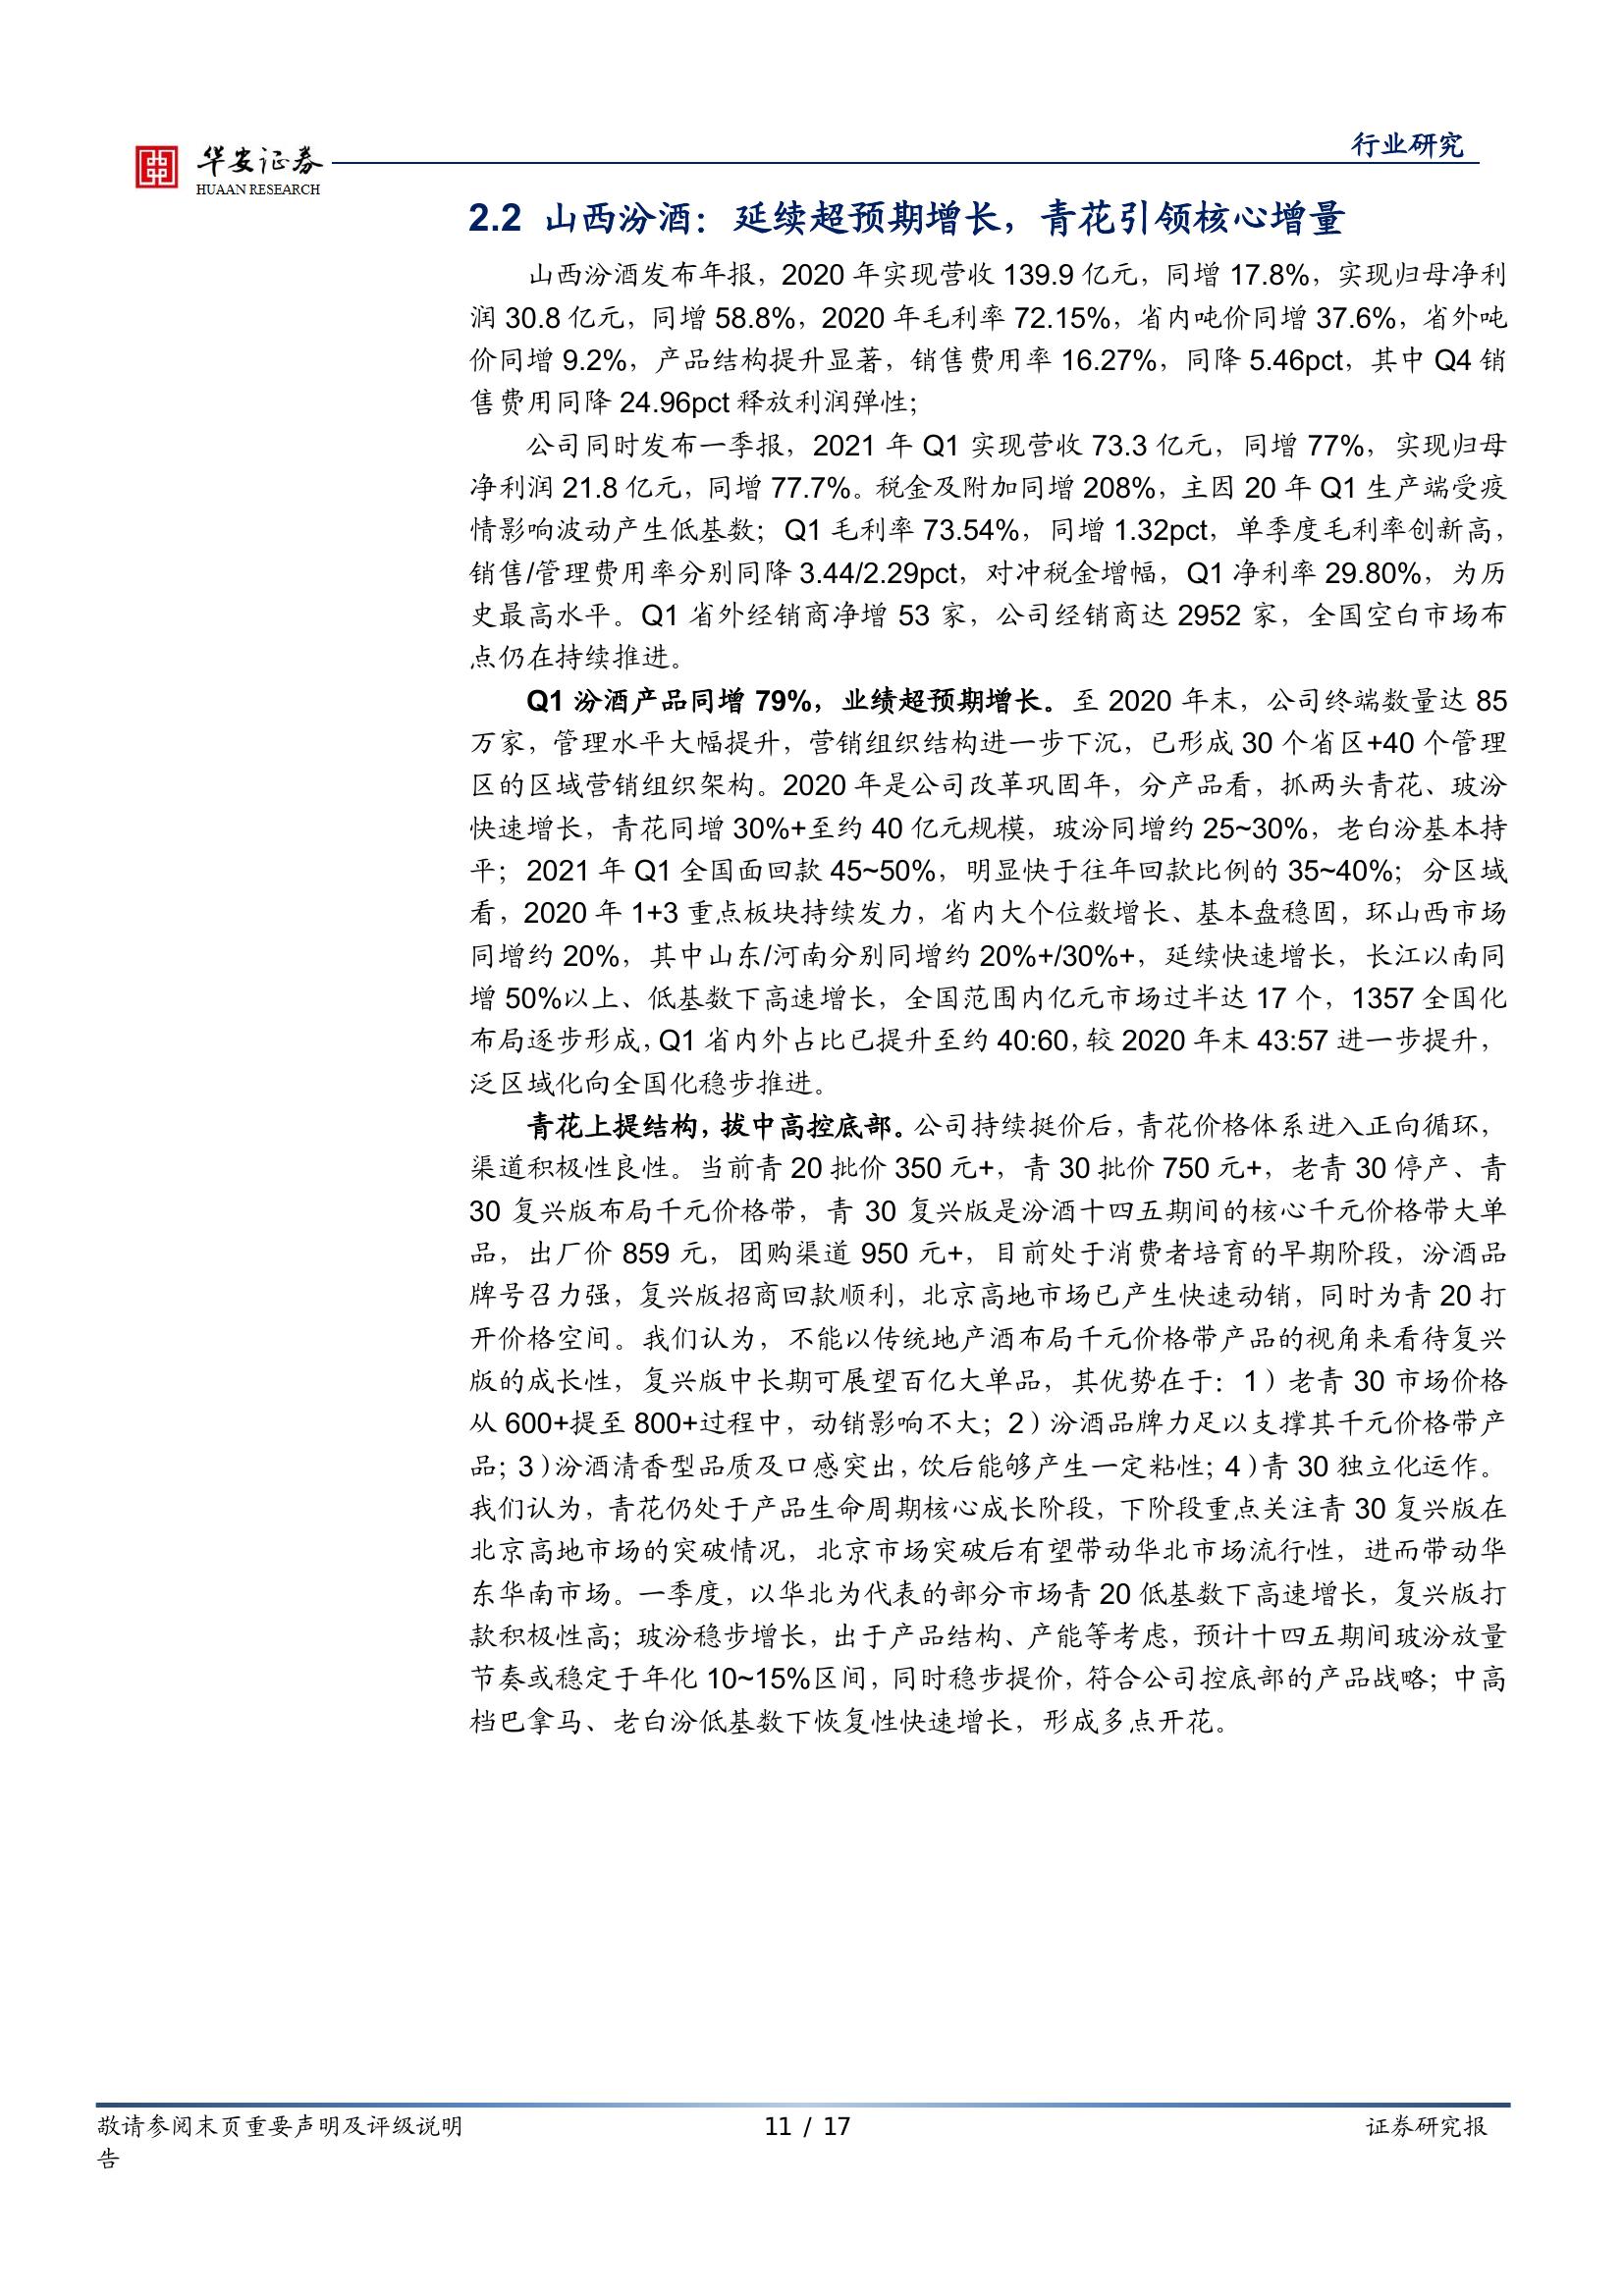 华安证券
HUAAN RESEARCH
行业研究
2.2 山西汾酒：延续超预期增长，青花引领核心增量
山西汾酒发布年报，2020 年实现营收 139.9 亿元，同增 17.8%，实现归母净利
润 30.8 亿元，同增 58.8%，2020 年毛利率 72.15%，省内吨价同增 37.6%，省外吨
价同增 9.2%，产品结构提升显著，销售费用率 16.27%，同降 5.46pct，其中 Q4 销
售费用同降 24.96pct 释放利润弹性；
公司同时发布一季报，2021 年 Q1 实现营收 73.3 亿元，同增 77%，实现归母
净利润 21.8 亿元，同增 77.7%。税金及附加同增 208%，主因 20 年 Q1 生产端受疫
情影响波动产生低基数；Q1 毛利率 73.54%，同增 1.32pct，单季度毛利率创新高，
销售/管理费用率分别同降 3.44/2.29pct，对冲税金增幅，Q1 净利率 29.80%，为历
史最高水平。Q1 省外经销商净增 53 家，公司经销商达 2952 家，全国空白市场布
点仍在持续推进。
Q1 汾酒产品同增 79%，业绩超预期增长。至 2020 年末，公司终端数量达 85
万家，管理水平大幅提升，营销组织结构进一步下沉，已形成 30 个省区+40 个管理
区的区域营销组织架构。2020 年是公司改革巩固年，分产品看，抓两头青花、玻汾
快速增长，青花同增 30%+至约 40 亿元规模，玻汾同增约 25~30%，老白汾基本持
平；2021 年 Q1 全国面回款 45~50%，明显快于往年回款比例的 35~40%；分区域
看，2020 年 1+3 重点板块持续发力，省内大个位数增长、基本盘稳固，环山西市场
同增约 20%，其中山东/河南分别同增约 20%+/30%+，延续快速增长，长江以南同
增 50%以上、低基数下高速增长，全国范围内亿元市场过半达 17 个，1357 全国化
布局逐步形成，Q1 省内外占比已提升至约 40:60，较 2020 年末 43:57 进一步提升，
泛区域化向全国化稳步推进。
青花上提结构，拔中高控底部。公司持续挺价后，青花价格体系进入正向循环，
渠道积极性良性。当前青 20 批价 350 元+，青 30 批价 750 元+，老青 30 停产、青
30 复兴版布局千元价格带，青 30 复兴版是汾酒十四五期间的核心千元价格带大单
品，出厂价 859 元，团购渠道 950 元+，目前处于消费者培育的早期阶段，汾酒品
牌号召力强，复兴版招商回款顺利，北京高地市场已产生快速动销，同时为青 20 打
开价格空间。我们认为，不能以传统地产酒布局千元价格带产品的视角来看待复兴
版的成长性，复兴版中长期可展望百亿大单品，其优势在于：1）老青 30 市场价格
从 600+提至 800+过程中，动销影响不大；2）汾酒品牌力足以支撑其千元价格带产
品；3）汾酒清香型品质及口感突出，饮后能够产生一定粘性；4）青 30 独立化运作。
我们认为，青花仍处于产品生命周期核心成长阶段，下阶段重点关注青 30 复兴版在
北京高地市场的突破情况，北京市场突破后有望带动华北市场流行性，进而带动华
东华南市场。一季度，以华北为代表的部分市场青 20 低基数下高速增长，复兴版打
款积极性高；玻汾稳步增长，出于产品结构、产能等考虑，预计十四五期间玻汾放量
节奏或稳定于年化 10~15%区间，同时稳步提价，符合公司控底部的产品战略；中高
档巴拿马、老白汾低基数下恢复性快速增长，形成多点开花。
敬请参阅末页重要声明及评级说明 11 / 17 证券研究报
告